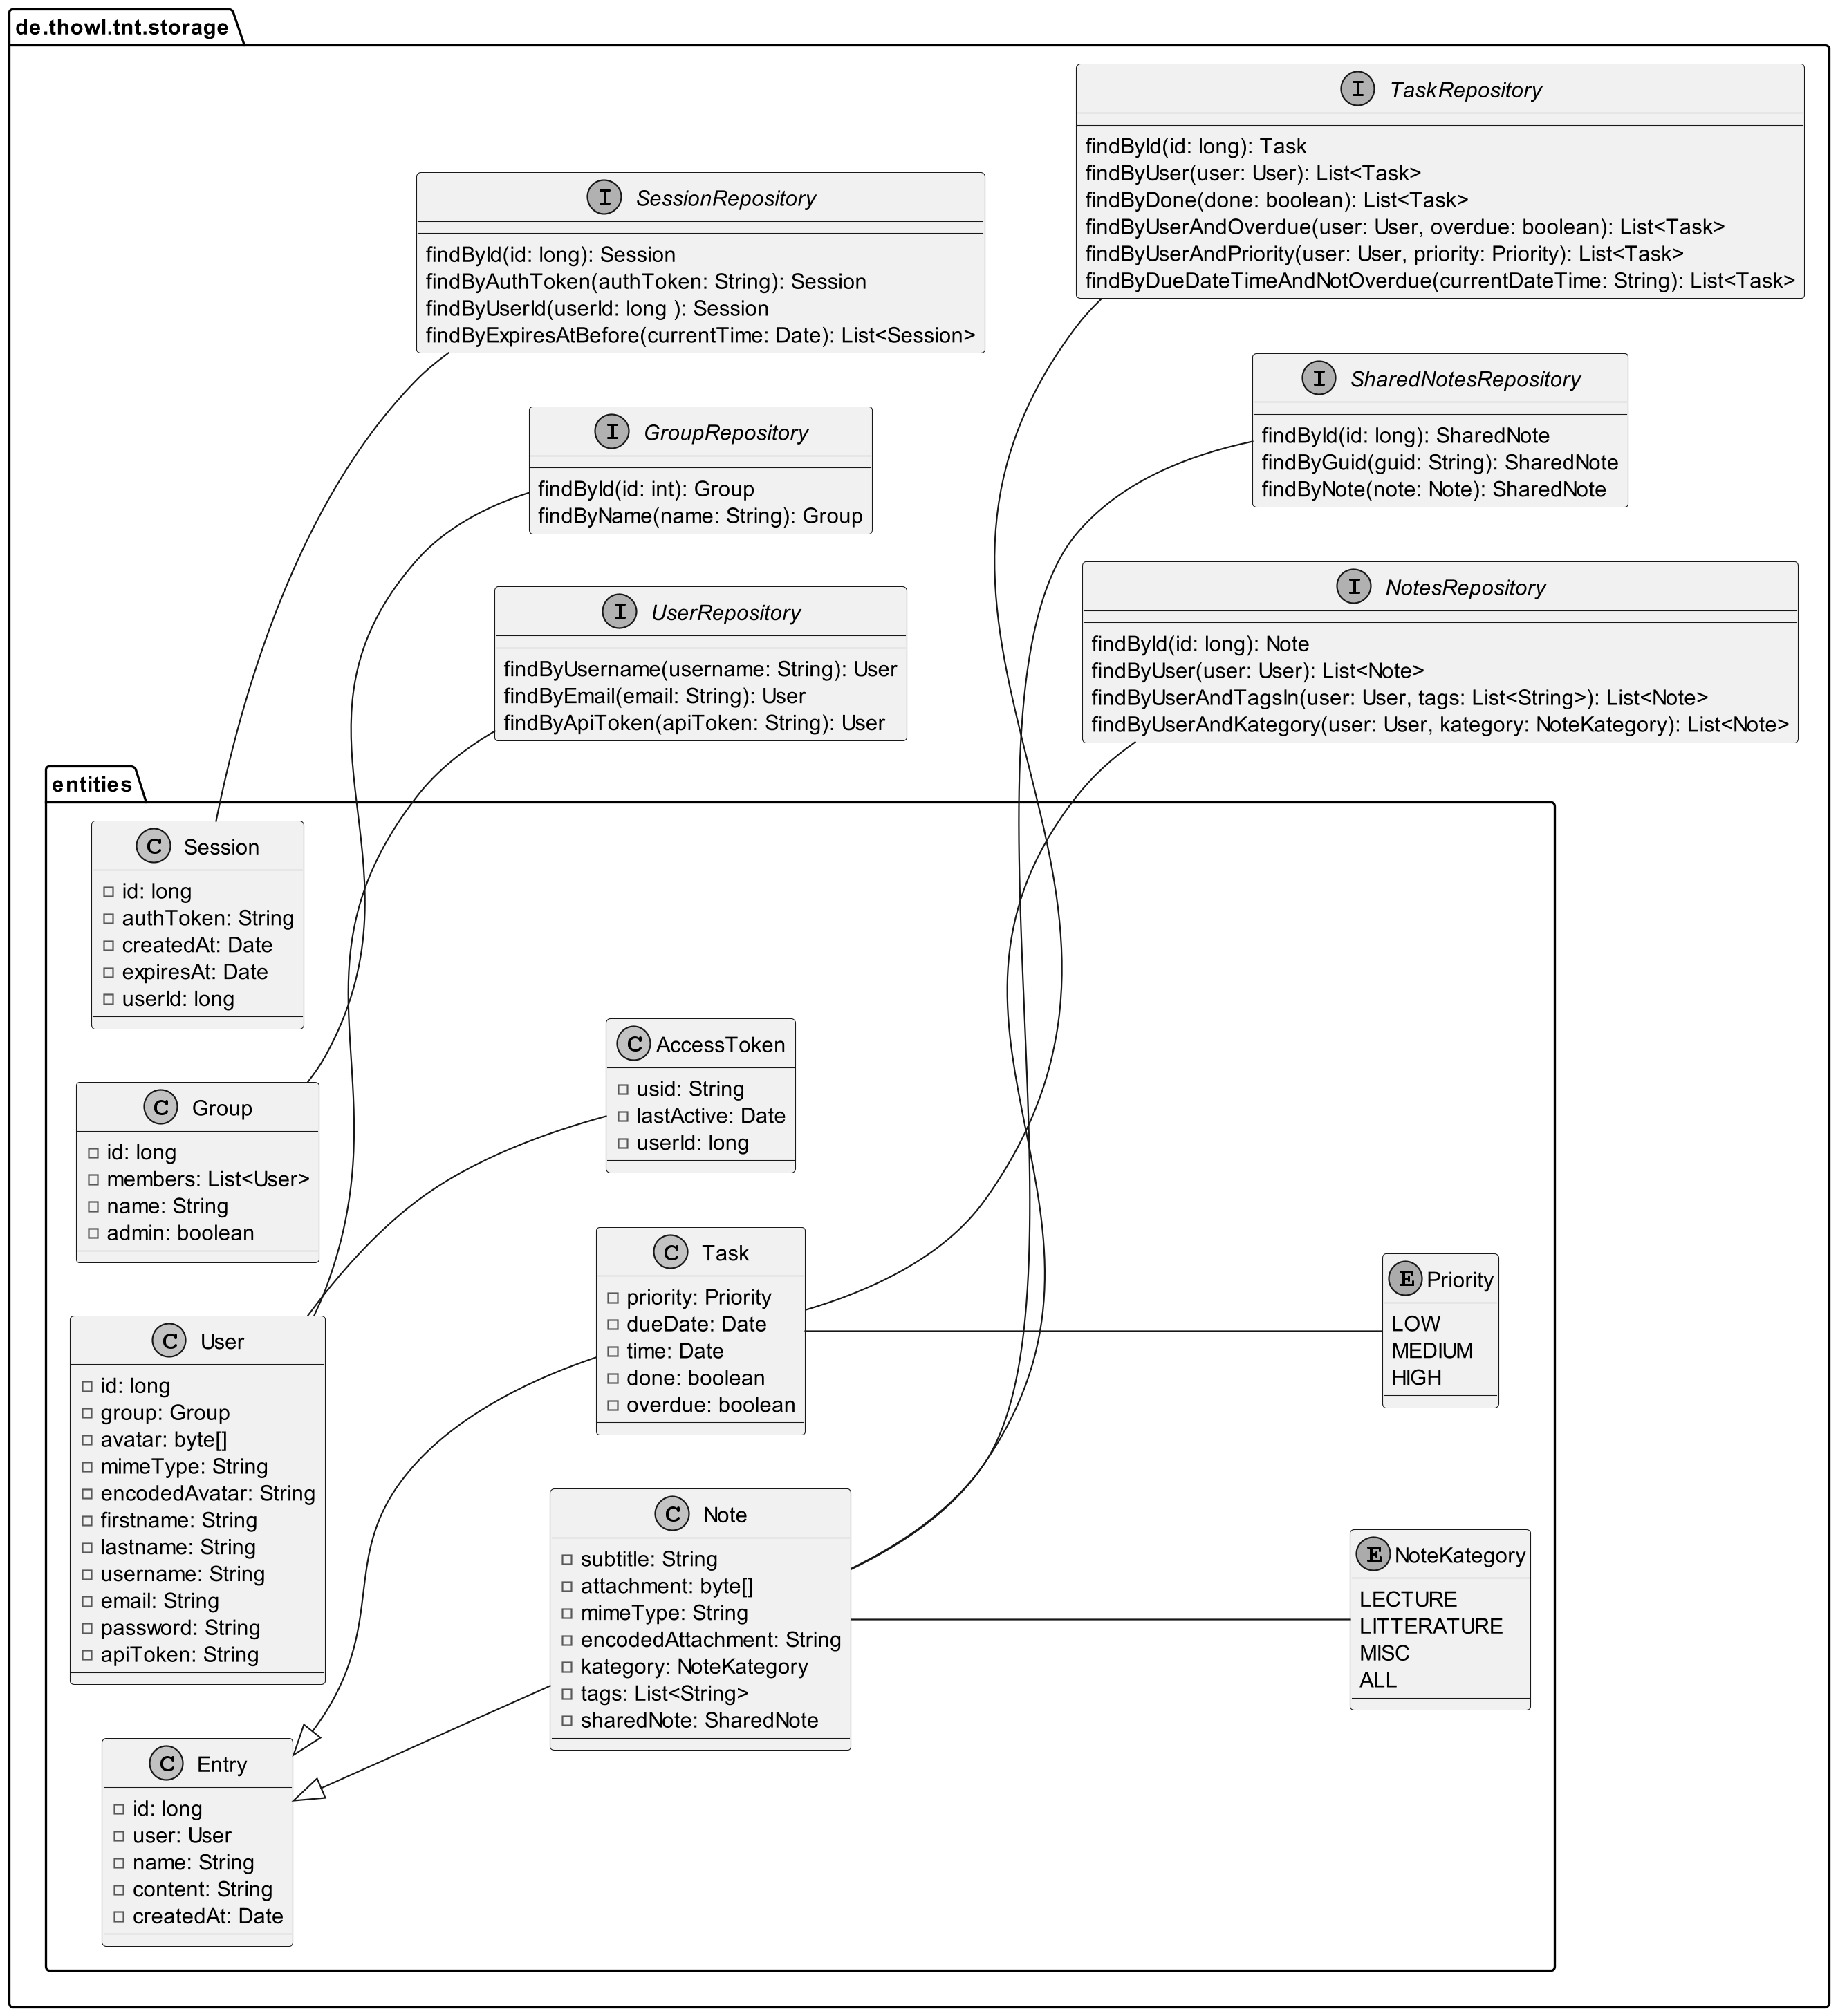 de.thowl.tnt.storage
I TaskRepository
findById(id: long): Task
findByUser(user: User): List<Task>
findByDone(done: boolean): List<Task>
findByUserAndOverdue(user: User, overdue: boolean): List<Task>
findByUserAndPriority(user: User, priority: Priority): List<Task>
findByDueDateTimeAndNotOverdue(currentDateTime: String): List<Task>
I SessionRepository
findById(id: long): Session
findByAuthToken(authToken: String): Session
findByUserId(userId: long ): Session
findByExpiresAtBefore(currentTime: Date): List<Session>
I SharedNotesRepository
findById(id: long): SharedNote
findByGuid(guid: String): SharedNote
findByNote(note: Note): SharedNote
I GroupRepository
findById(id: int): Group
findByName(name: String): Group
I NotesRepository
findById(id: long): Note
findByUser(user: User): List<Note>
findByUserAndTagsIn(user: User, tags: List<String>): List<Note>
findByUserAndKategory(user: User, kategory: NoteKategory): List<Note>
I UserRepository
findByUsername(username: String): User
findByEmail(email: String): User
findByApiToken(apiToken: String): User
entities
C Session
id: long
authToken: String
createdAt: Date
expiresAt: Date
userId: long
C AccessToken
usid: String
lastActive: Date
userId: long
C Group
id: long
members: List<User>
name: String
admin: boolean
C Task
priority: Priority
dueDate: Date
time: Date
done: boolean
overdue: boolean
E Priority
LOW
MEDIUM
HIGH
C User
id: long
group: Group
avatar: byte[]
mimeType: String
encodedAvatar: String
firstname: String
lastname: String
username: String
email: String
password: String
apiToken: String
C Note
subtitle: String
attachment: byte[]
mimeType: String
encodedAttachment: String
kategory: NoteKategory
tags: List<String>
sharedNote: SharedNote
E NoteKategory
LECTURE
LITTERATURE
MISC
ALL
C Entry
id: long
user: User
name: String
content: String
createdAt: Date